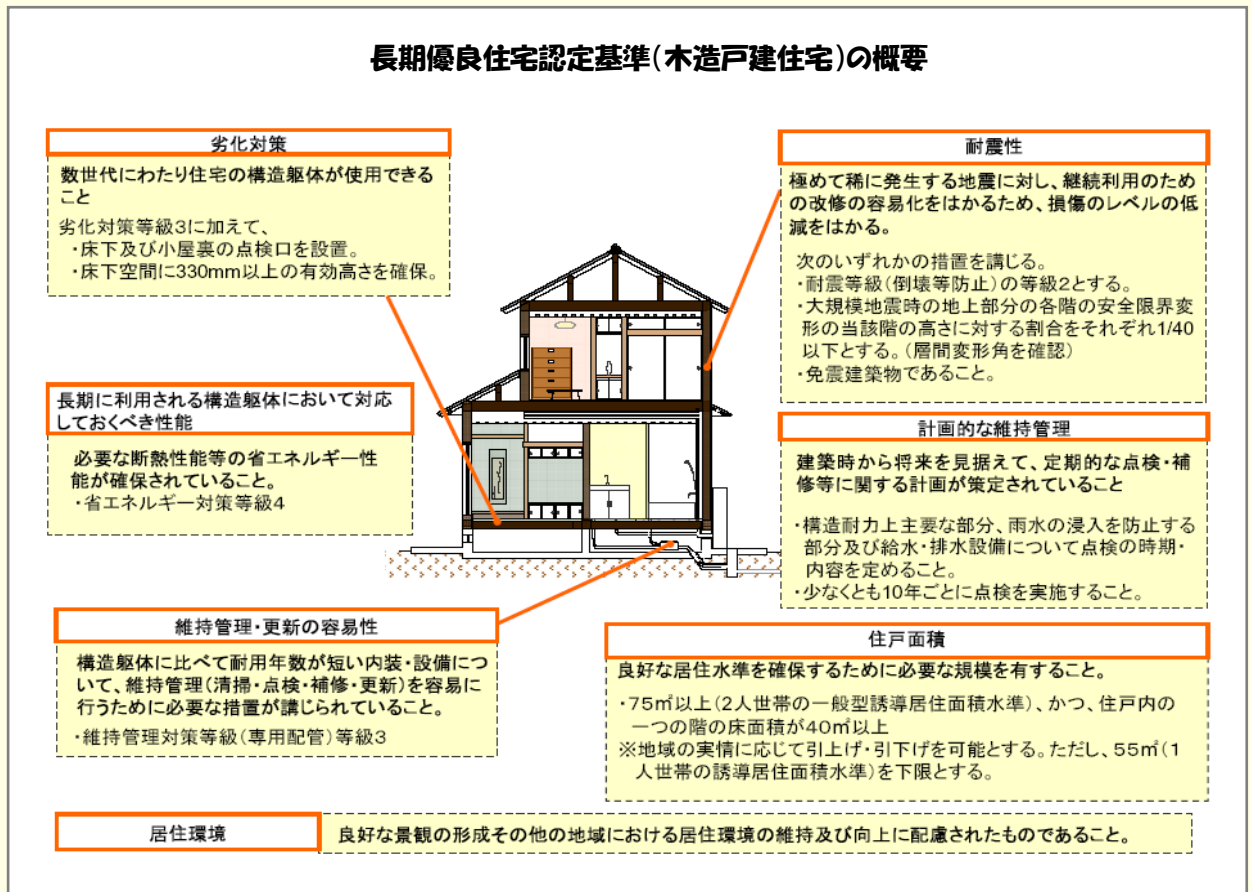 長期優良住宅認定基準(木造戸建住宅)の概要
劣化対策
数世代にわたり住宅の構造躯体が使用できる
こと
劣化対策等級3に加えて、
・床下及び小屋裏の点検口を設置。
・床下空間に330mm以上の有効高さを確保。
長期に利用される構造躯体において対応
しておくべき性能
必要な断熱性能等の省エネルギー性
能が確保されていること。
・省エネルギー対策等級4
維持管理・更新の容易性
構造躯体に比べて耐用年数が短い内装・設備につ
いて、維持管理(清掃・点検・補修・更新)を容易に
行うために必要な措置が講じられていること。
・維持管理対策等級(専用配管)等級3
耐震性
極めて稀に発生する地震に対し、継続利用のため
の改修の容易化をはかるため、損傷のレベルの低
減をはかる。
次のいずれかの措置を講じる。
・耐震等級(倒壊等防止)の等級2とする。
・大規模地震時の地上部分の各階の安全限界変
形の当該階の高さに対する割合をそれぞれ1/40
以下とする。(層間変形角を確認)
・免震建築物であること。
計画的な維持管理
建築時から将来を見据えて、定期的な点検・補
修等に関する計画が策定されていること
・構造耐力上主要な部分、雨水の浸入を防止する
部分及び給水・排水設備について点検の時期・
内容を定めること。
・少なくとも10年ごとに点検を実施すること。
住戸面積
良好な居住水準を確保するために必要な規模を有すること。
・75㎡以上(2人世帯の一般型誘導居住面積水準)、かつ、住戸内の
一つの階の床面積が40㎡以上
※地域の実情に応じて引上げ・引下げを可能とする。ただし、55㎡(1
人世帯の誘導居住面積水準)を下限とする。
居住環境
良好な景観の形成その他の地域における居住環境の維持及び向上に配慮されたものであること。